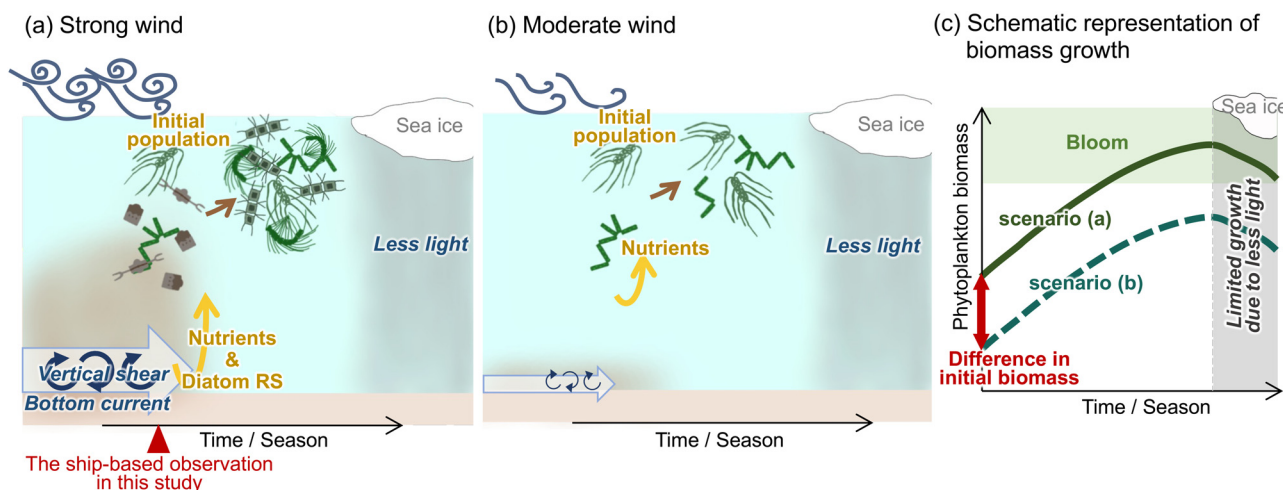 (a) Strong wind
Initial
population
Sea ice
Less light
Nutrients
&
Diatom RS
Vertical shear
Bottom current
Time / Season
The ship-based observation
in this study
(b) Moderate wind
Initial
population
Sea ice
Less light
Nutrients
Time / Season
(c) Schematic representation of
biomass growth
Sea ice
Bloom
Phytoplankton biomass
scenario (a)
scenario (b)
Limited growth
due to less light
Difference in
initial biomass
Time / Season